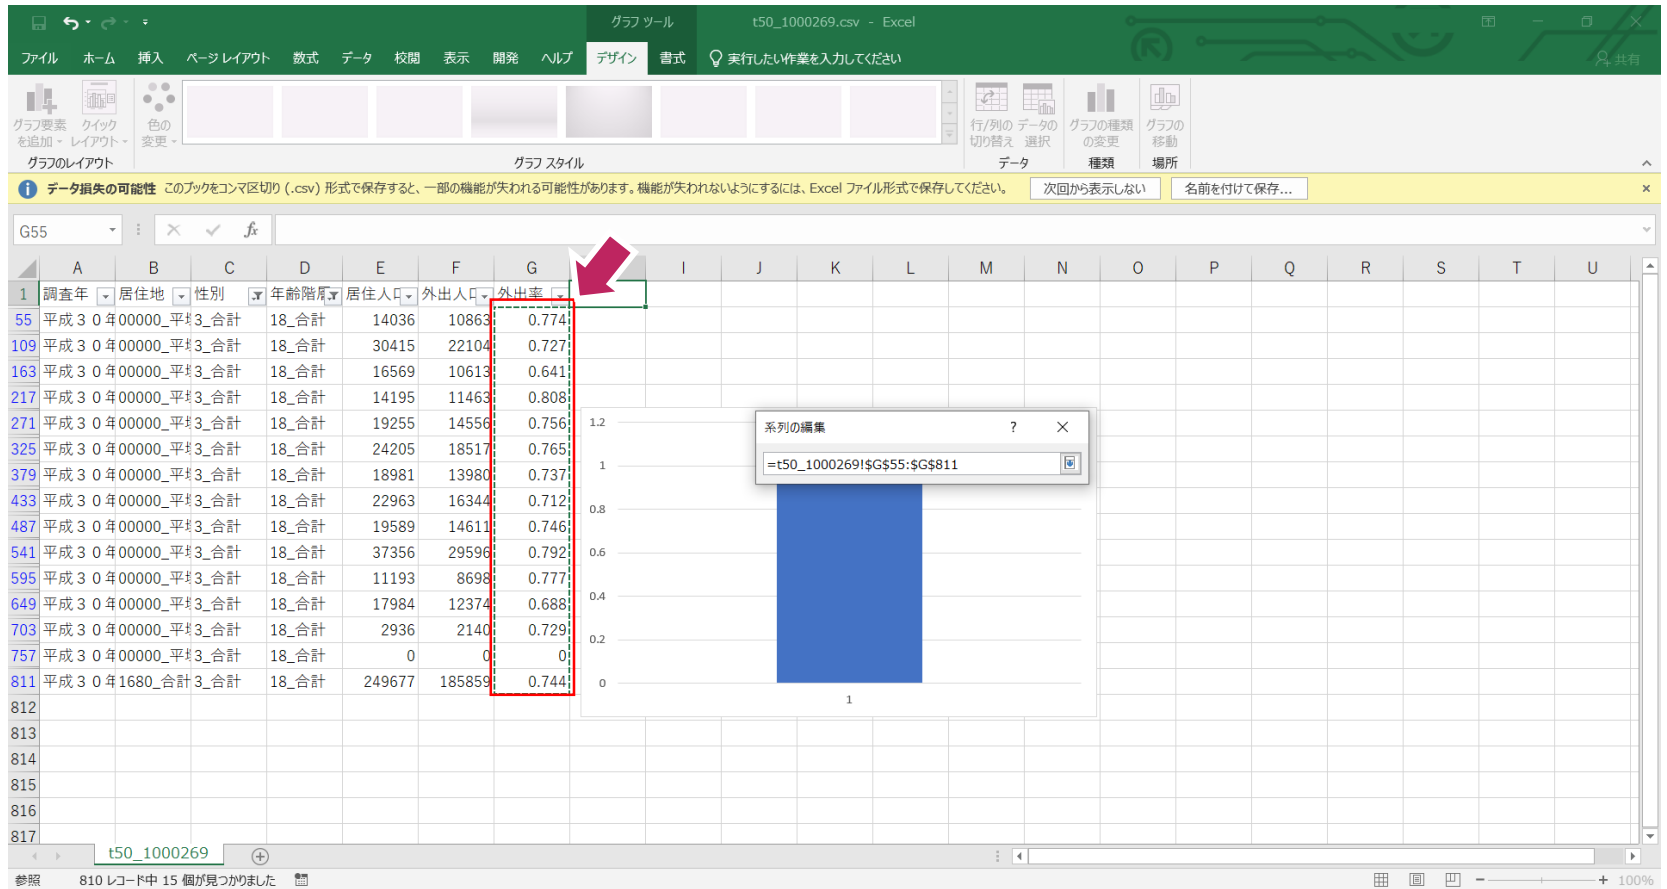 グラフ ツール
t50_1000269.csv - Excel
ファイル ホーム 挿入 ページ レイアウト 数式 データ 校閲 表示 開発 ヘルプ デザイン 書式 実行したい作業を入力してください 共有
グラフ要素を追加
クイックレイアウト
色の変更
行/列の切り替え
データの選択
グラフの種類の変更
グラフの移動
グラフのレイアウト グラフ スタイル データ 種類 場所
データ損失の可能性 このブックをコンマ区切り (.csv) 形式で保存すると、一部の機能が失われる可能性があります。機能が失われないようにするには、Excel ファイル形式で保存してください。 次回から表示しない 名前を付けて保存...
G55 fx
A B C D E F G I J K L M N O P Q R S T U
1 調査年 居住地 性別 年齢階層 居住人口 外出人口 外出率
55 平成３０年 00000_平 3_合計 18_合計 14036 10863 0.774
109 平成３０年 00000_平 3_合計 18_合計 30415 22104 0.727
163 平成３０年 00000_平 3_合計 18_合計 16569 10613 0.641
217 平成３０年 00000_平 3_合計 18_合計 14195 11463 0.808
271 平成３０年 00000_平 3_合計 18_合計 19255 14556 0.756
325 平成３０年 00000_平 3_合計 18_合計 24205 18517 0.765
379 平成３０年 00000_平 3_合計 18_合計 18981 13980 0.737
433 平成３０年 00000_平 3_合計 18_合計 22963 16344 0.712
487 平成３０年 00000_平 3_合計 18_合計 19589 14611 0.746
541 平成３０年 00000_平 3_合計 18_合計 37356 29596 0.792
595 平成３０年 00000_平 3_合計 18_合計 11193 8698 0.777
649 平成３０年 00000_平 3_合計 18_合計 17984 12374 0.688
703 平成３０年 00000_平 3_合計 18_合計 2936 2140 0.729
757 平成３０年 00000_平 3_合計 18_合計 0 0 0
811 平成３０年 1680_合計 3_合計 18_合計 249677 185859 0.744
812
813
814
815
816
817
系列の編集 ?
=t50_1000269!$G$55:$G$811
1.2
1
0.8
0.6
0.4
0.2
0
1
t50_1000269
参照 810 レコード中 15 個が見つかりました 100%